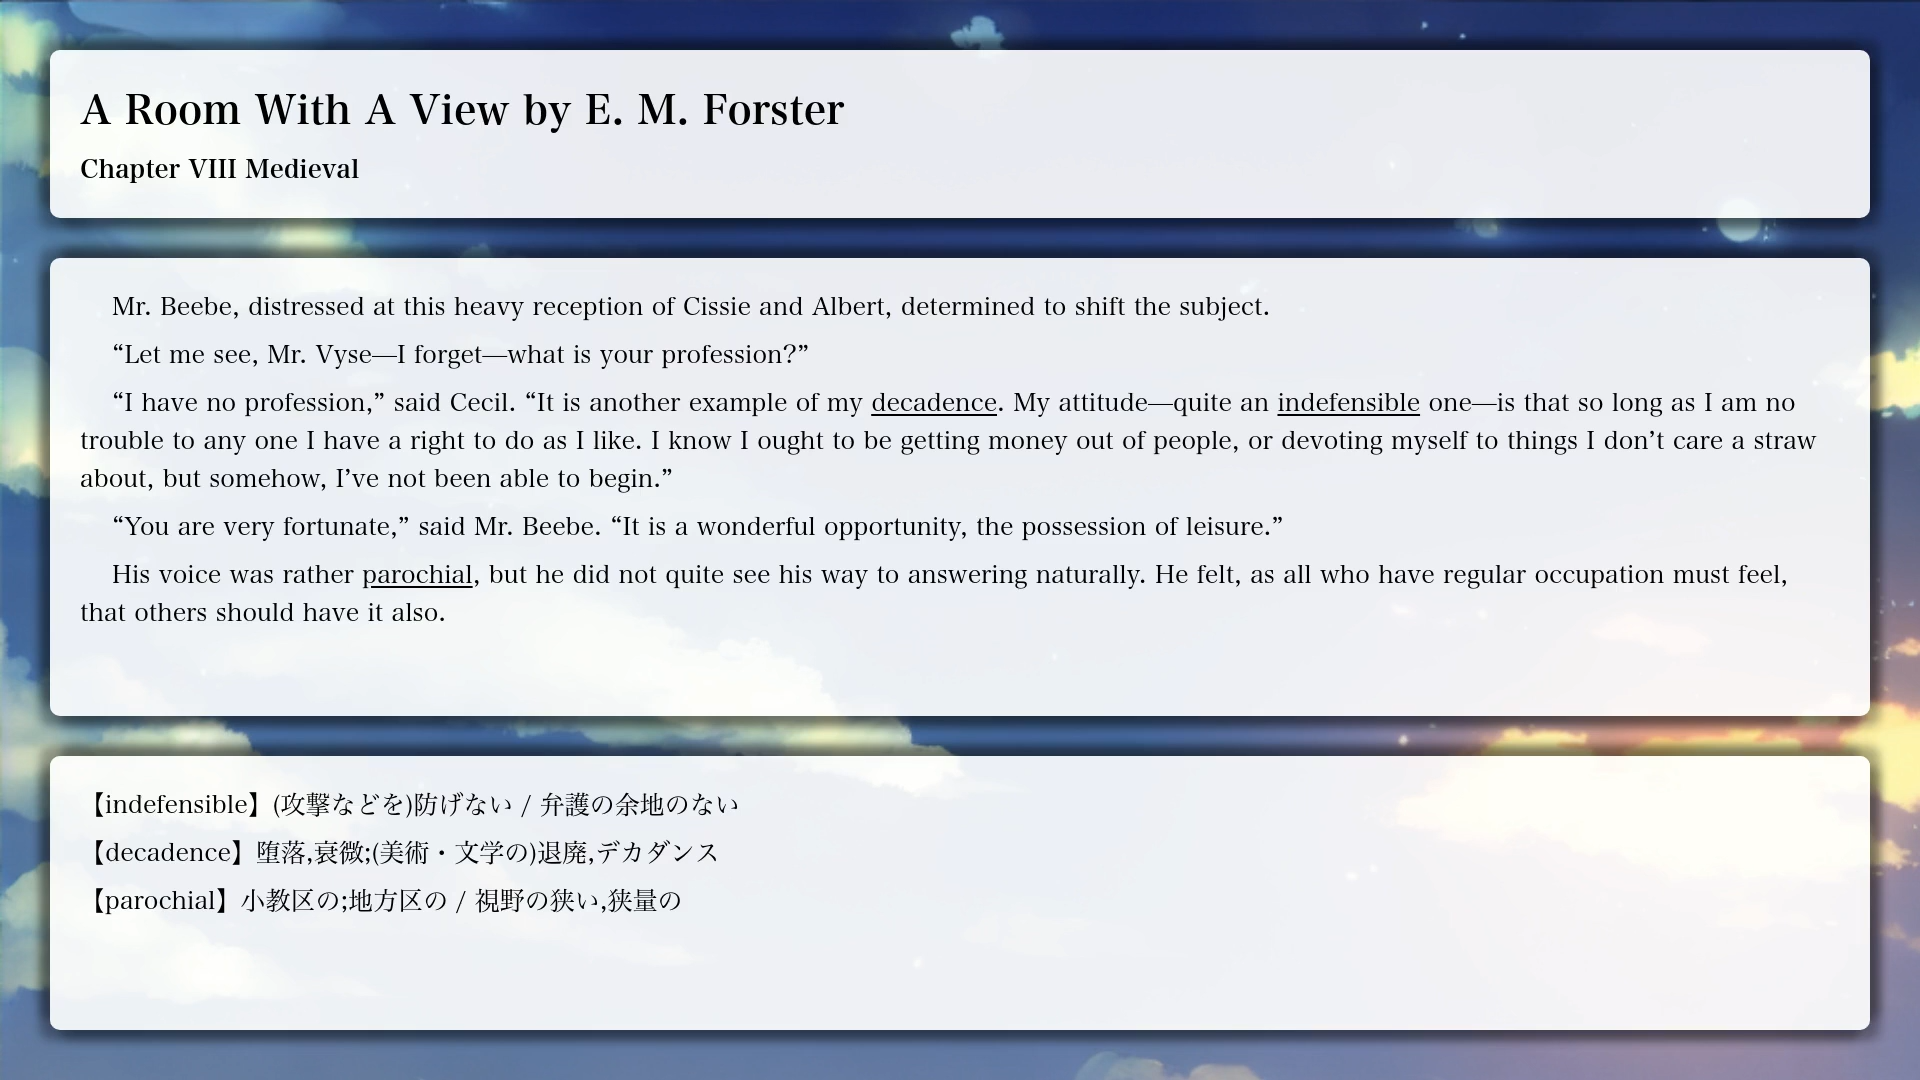 A Room With A View by E. M. Forster
Chapter VIII Medieval
Mr. Beebe, distressed at this heavy reception of Cissie and Albert, determined to shift the subject.
“Let me see, Mr. Vyse—I forget—what is your profession?”
“I have no profession,” said Cecil. “It is another example of my decadence. My attitude—quite an indefensible one—is that so long as I am no
trouble to any one I have a right to do as I like. I know I ought to be getting money out of people, or devoting myself to things I don’t care a straw
about, but somehow, I’ve not been able to begin.”
“You are very fortunate,” said Mr. Beebe. “It is a wonderful opportunity, the possession of leisure.”
His voice was rather parochial, but he did not quite see his way to answering naturally. He felt, as all who have regular occupation must feel,
that others should have it also.
【indefensible】(攻撃などを)防げない / 弁護の余地のない
【decadence】堕落,衰微;(美術・文学の)退廃,デカダンス
【parochial】小教区の;地方区の / 視野の狭い,狭量の